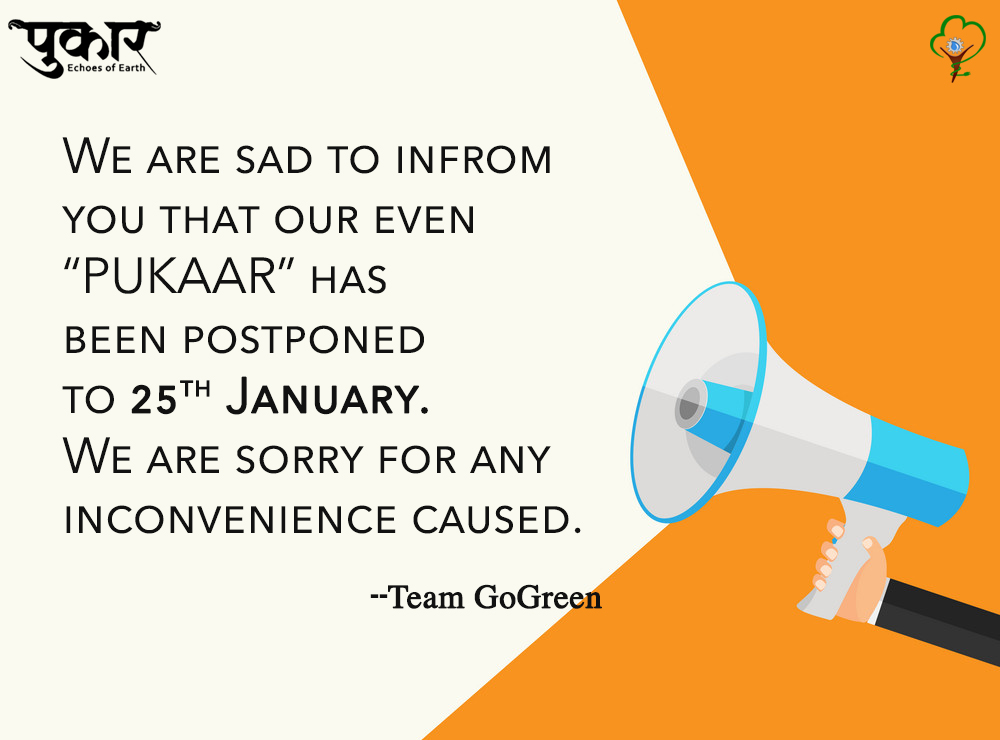 पुकार
Echoes of Earth
We are sad to infrom
you that our even
“PUKAAR” has
been postponed
to 25th January.
We are sorry for any
inconvenience caused.
--Team GoGreen